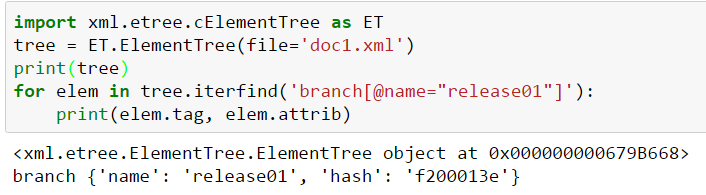 import xml.etree.cElementTree as ET
tree = ET.ElementTree(file='doc1.xml')
print(tree)
for elem in tree.iterfind('branch[@name="release01"]'):
    print(elem.tag, elem.attrib)
<xml.etree.ElementTree.ElementTree object at 0x000000000679B668>
branch {'name': 'release01', 'hash': 'f200013e'}